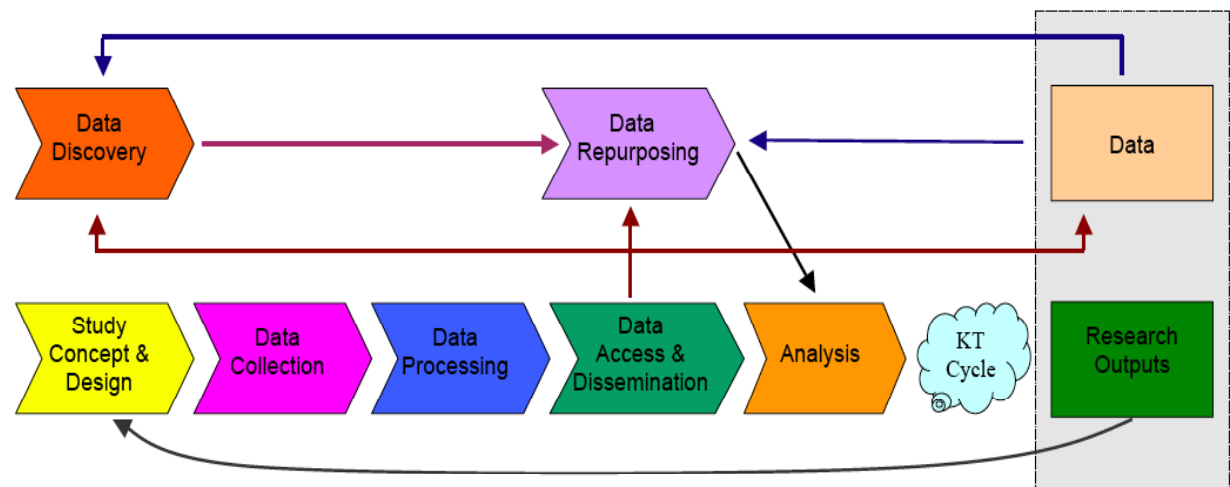 Data
Discovery
Data
Repurposing
Data
Study
Concept &
Design
Data
Collection
Data
Processing
Data
Access &
Dissemination
Analysis
KT
Cycle
Research
Outputs